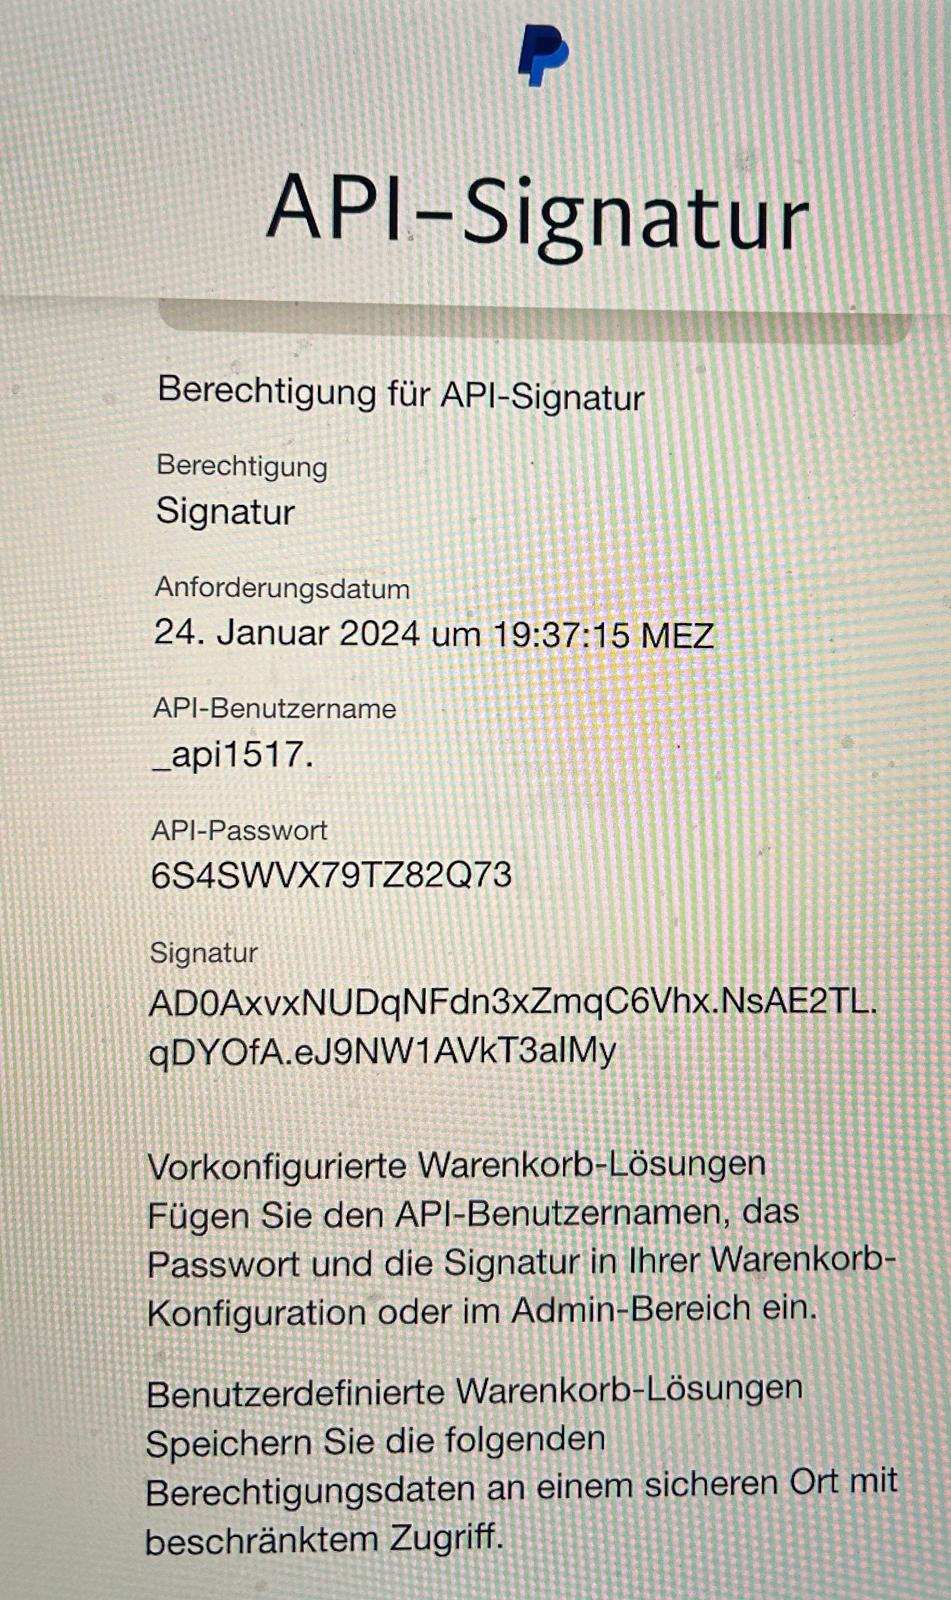 API-Signatur
Berechtigung für API-Signatur
Berechtigung
Signatur
Anforderungsdatum
24. Januar 2024 um 19:37:15 MEZ
API-Benutzername
_api1517.
API-Passwort
6S4SWVX79TZ82Q73
Signatur
AD0AxvxNUDqNFdn3xZmqC6Vhx.NsAE2TL.
qDYOfA.eJ9NW1AVkT3alMy
Vorkonfigurierte Warenkorb-Lösungen
Fügen Sie den API-Benutzernamen, das
Passwort und die Signatur in Ihrer Warenkorb-
Konfiguration oder im Admin-Bereich ein.
Benutzerdefinierte Warenkorb-Lösungen
Speichern Sie die folgenden
Berechtigungsdaten an einem sicheren Ort mit
beschränktem Zugriff.